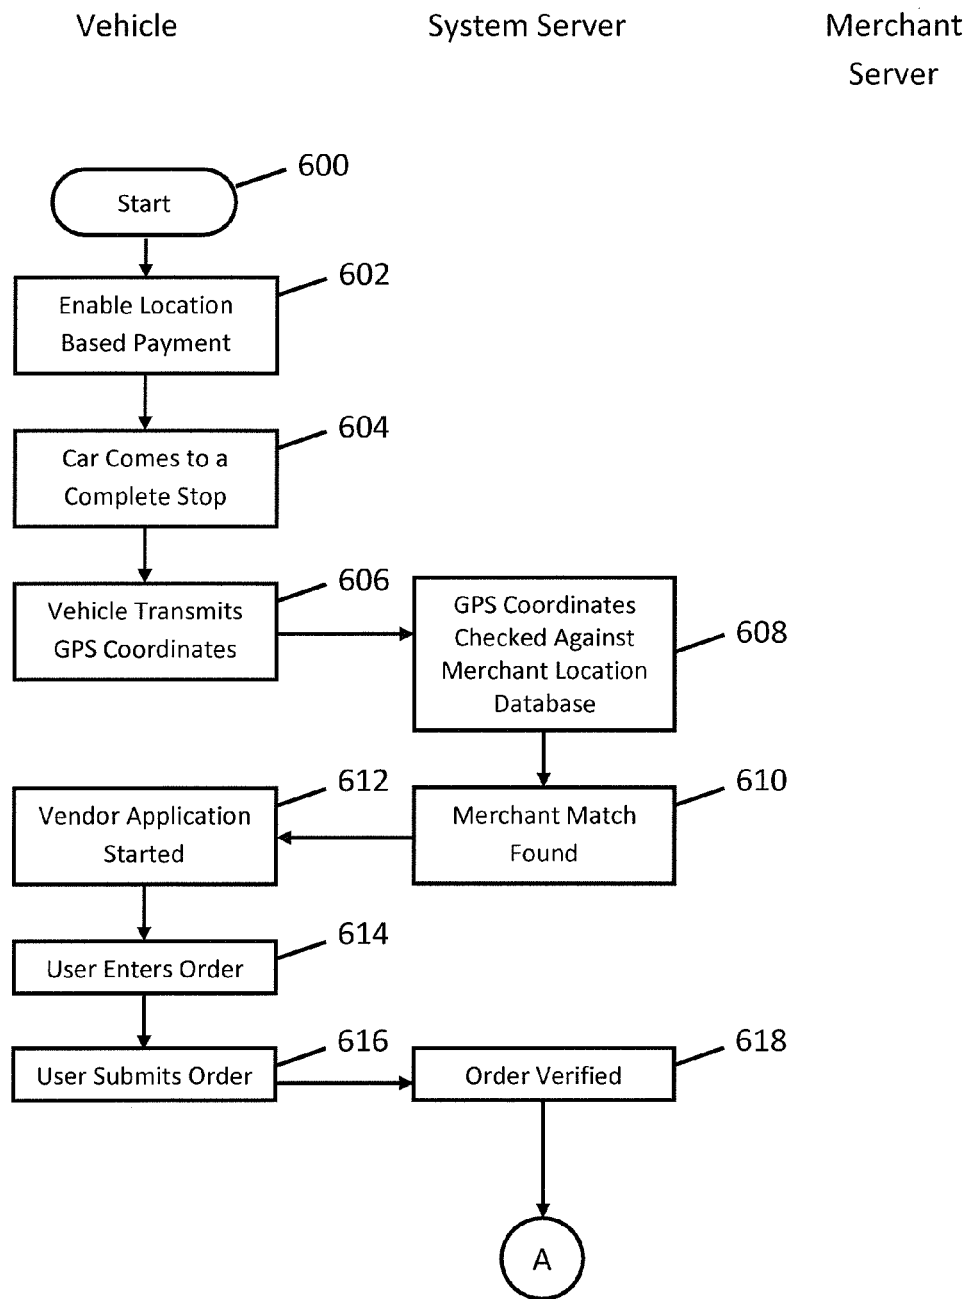 Vehicle
System Server
Merchant
Server
600
Start
602
Enable Location
Based Payment
604
Car Comes to a
Complete Stop
606
Vehicle Transmits
GPS Coordinates
608
GPS Coordinates
Checked Against
Merchant Location
Database
610
Merchant Match
Found
612
Vendor Application
Started
614
User Enters Order
616
User Submits Order
618
Order Verified
A